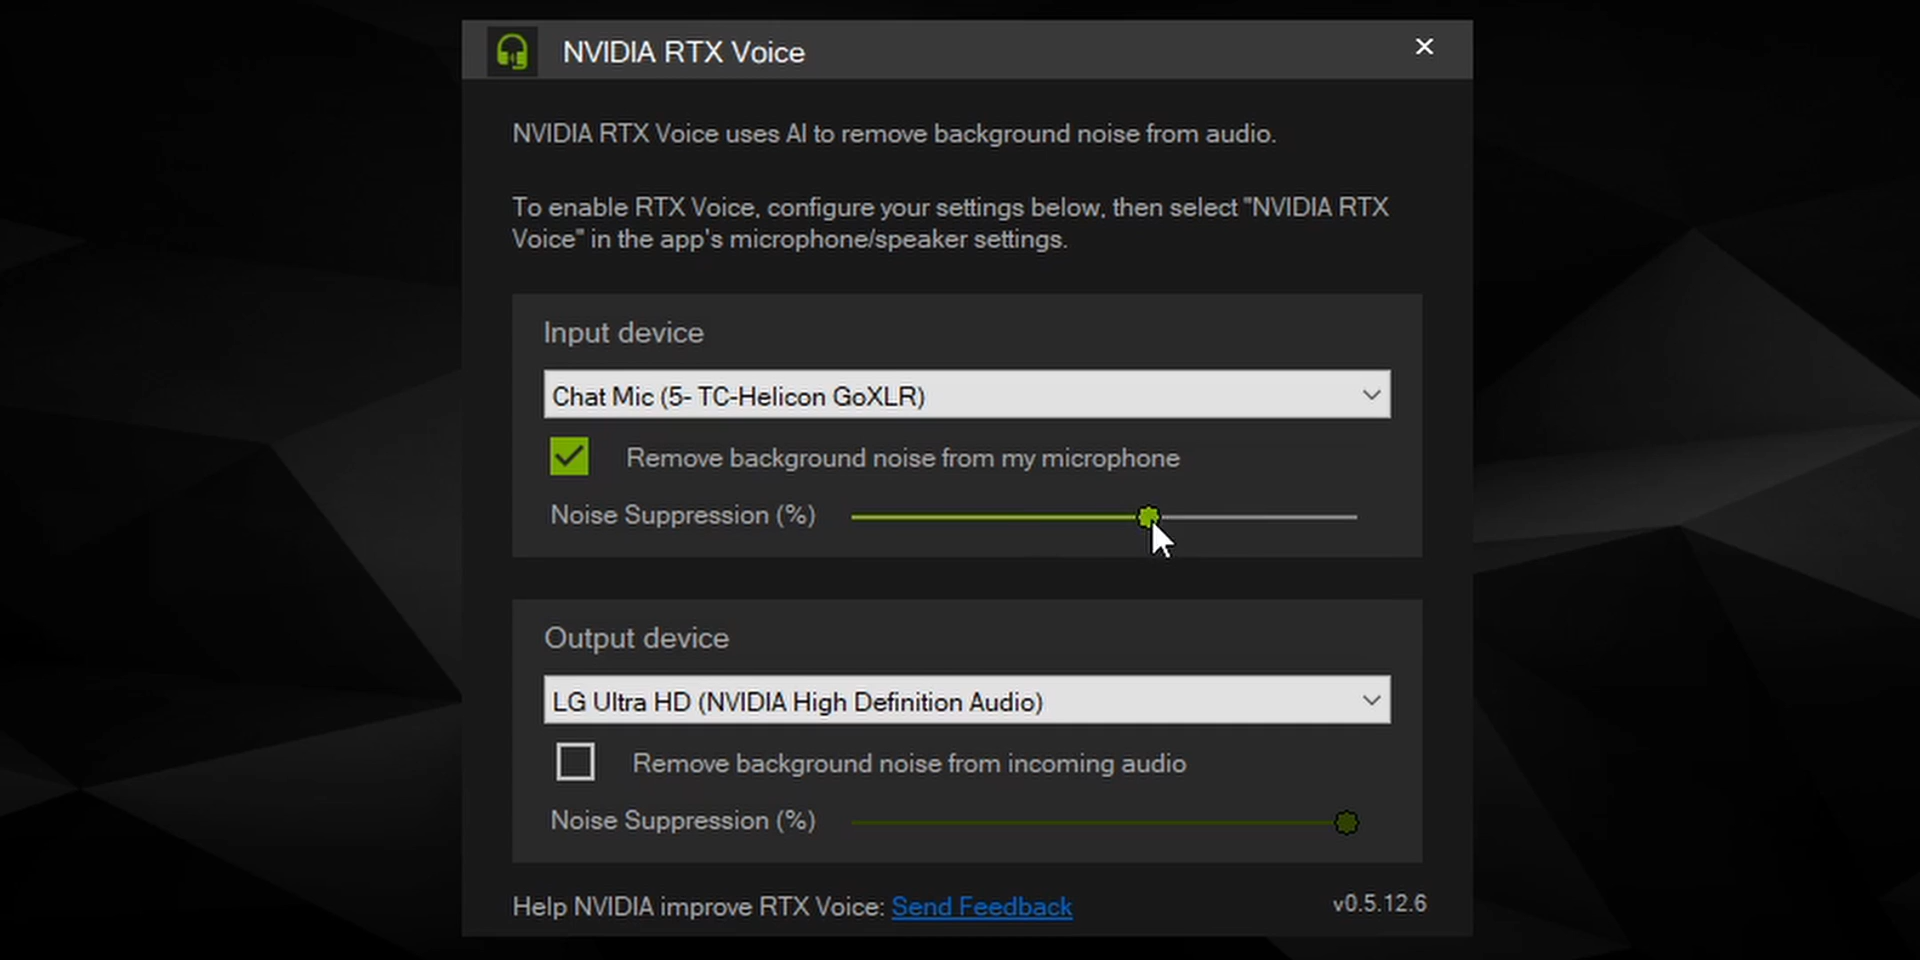 NVIDIA RTX Voice
NVIDIA RTX Voice uses AI to remove background noise from audio.
To enable RTX Voice, configure your settings below, then select "NVIDIA RTX
Voice" in the app's microphone/speaker settings.
Input device
Chat Mic (5- TC-Helicon GoXLR)
Remove background noise from my microphone
Noise Suppression (%)
Output device
LG Ultra HD (NVIDIA High Definition Audio)
Remove background noise from incoming audio
Noise Suppression (%)
Help NVIDIA improve RTX Voice: Send Feedback
v0.5.12.6